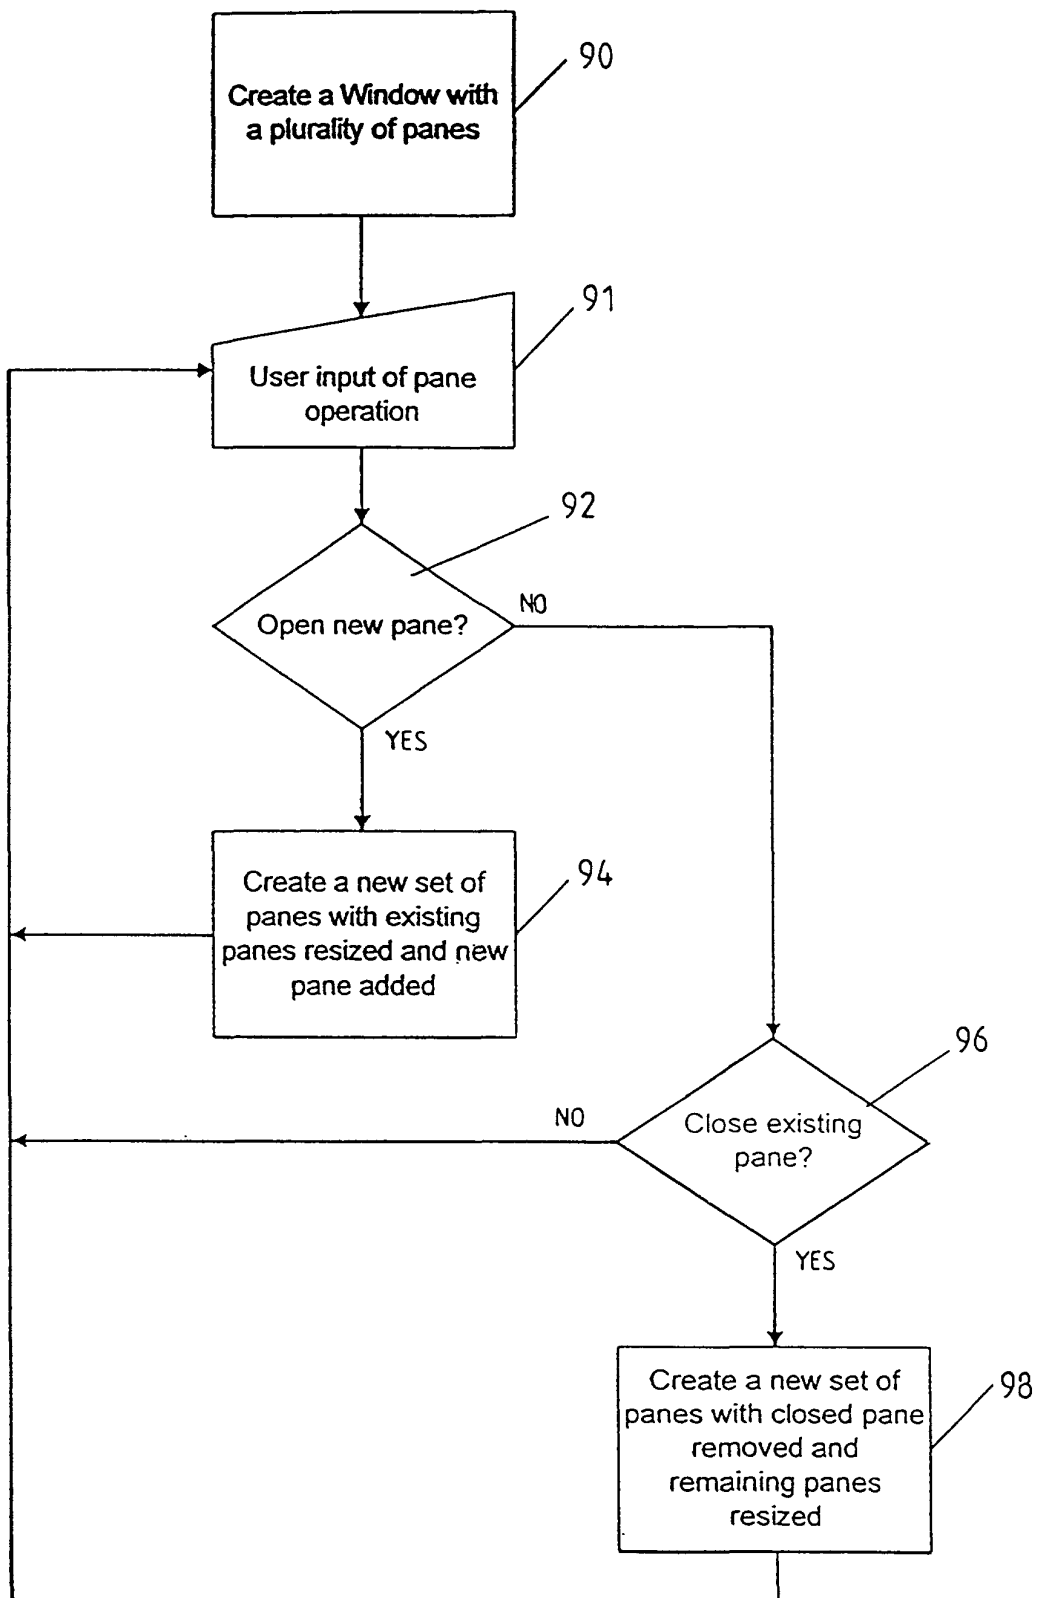 90
Create a Window with
a plurality of panes
91
User input of pane
operation
92
Open new pane?
NO
YES
94
Create a new set of
panes with existing
panes resized and new
pane added
96
Close existing
pane?
NO
YES
98
Create a new set of
panes with closed pane
removed and
remaining panes
resized